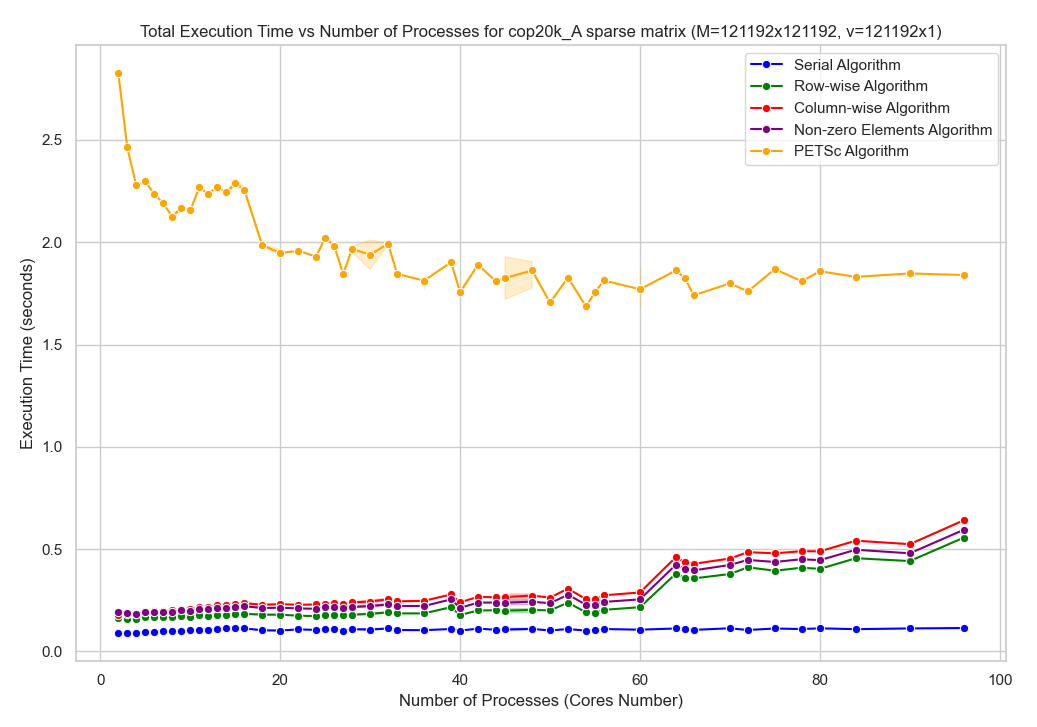 Total Execution Time vs Number of Processes for cop20k_A sparse matrix (M=121192x121192, v=121192x1)
Serial Algorithm
Row-wise Algorithm
Column-wise Algorithm
Non-zero Elements Algorithm
PETSc Algorithm
Execution Time (seconds)
2.5
2.0
1.5
1.0
0.5
0.0
0 20 40 60 80 100
Number of Processes (Cores Number)